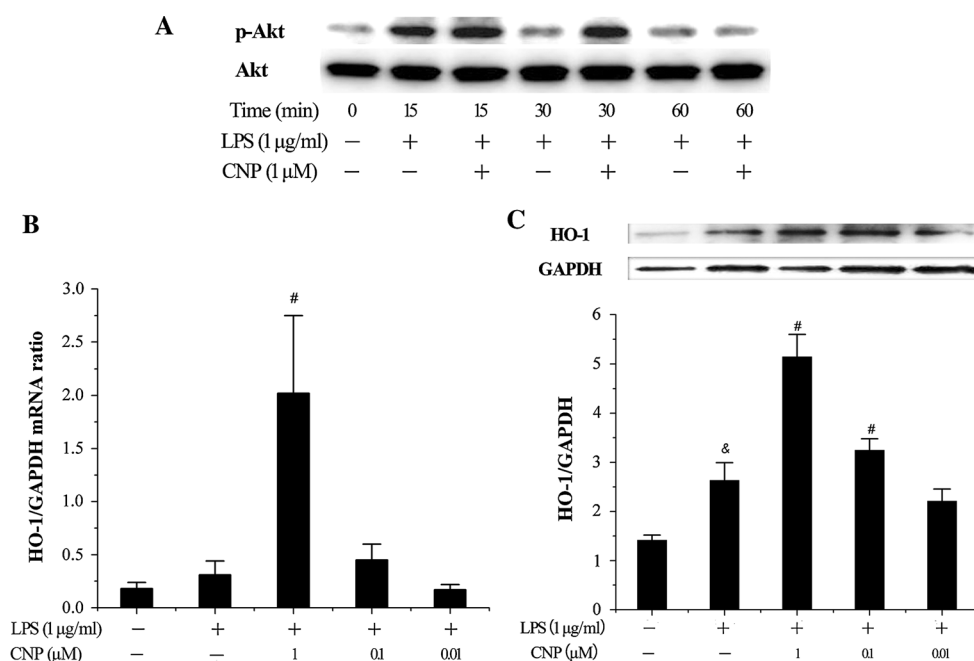 A
p-Akt
Akt
Time (min) 0 15 15 30 30 60 60
LPS (1 μg/ml) − + + + + + +
CNP (1 μM) − − + − + − +
B
HO-1/GAPDH mRNA ratio
3.0
2.5
2.0
1.5
1.0
0.5
0.0
#
LPS (1 μg/ml) − + + + +
CNP (μM) − − 1 0.1 0.01
C
HO-1
GAPDH
HO-1/GAPDH
6
5
4
3
2
1
0
&
#
#
LPS (1 μg/ml) − + + + +
CNP (μM) − − 1 0.1 0.01